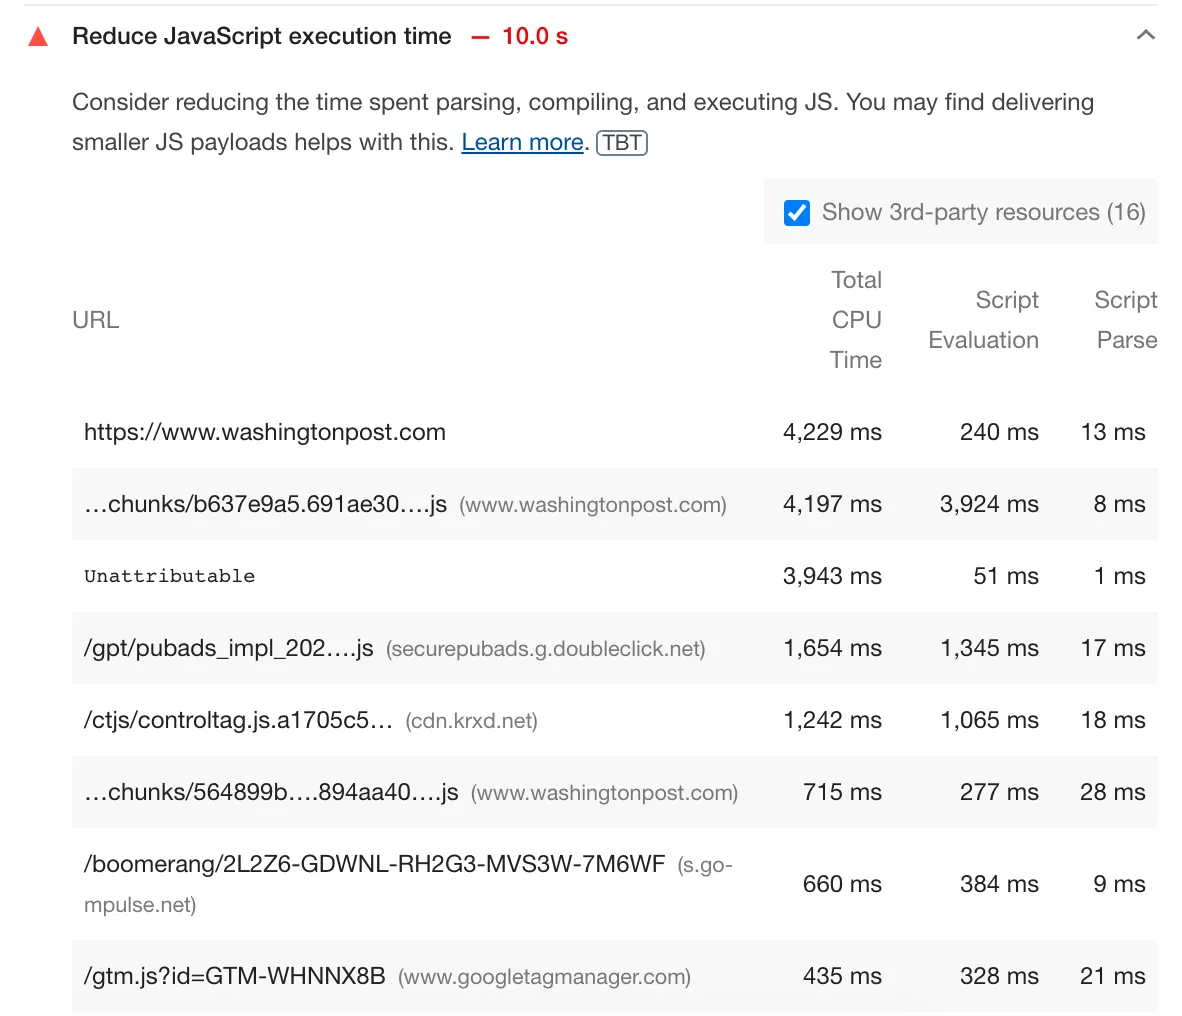 Reduce JavaScript execution time — 10.0 s
Consider reducing the time spent parsing, compiling, and executing JS. You may find delivering
smaller JS payloads helps with this. Learn more. TBT
Show 3rd-party resources (16)
URL
Total
CPU
Time
Script
Evaluation
Script
Parse
https://www.washingtonpost.com 4,229 ms 240 ms 13 ms
…chunks/b637e9a5.691ae30….js (www.washingtonpost.com) 4,197 ms 3,924 ms 8 ms
Unattributable 3,943 ms 51 ms 1 ms
/gpt/pubads_impl_202….js (securepubads.g.doubleclick.net) 1,654 ms 1,345 ms 17 ms
/ctjs/controltag.js.a1705c5… (cdn.krxd.net) 1,242 ms 1,065 ms 18 ms
…chunks/564899b….894aa40….js (www.washingtonpost.com) 715 ms 277 ms 28 ms
/boomerang/2L2Z6-GDWNL-RH2G3-MVS3W-7M6WF (s.go-
mpulse.net) 660 ms 384 ms 9 ms
/gtm.js?id=GTM-WHNNX8B (www.googletagmanager.com) 435 ms 328 ms 21 ms